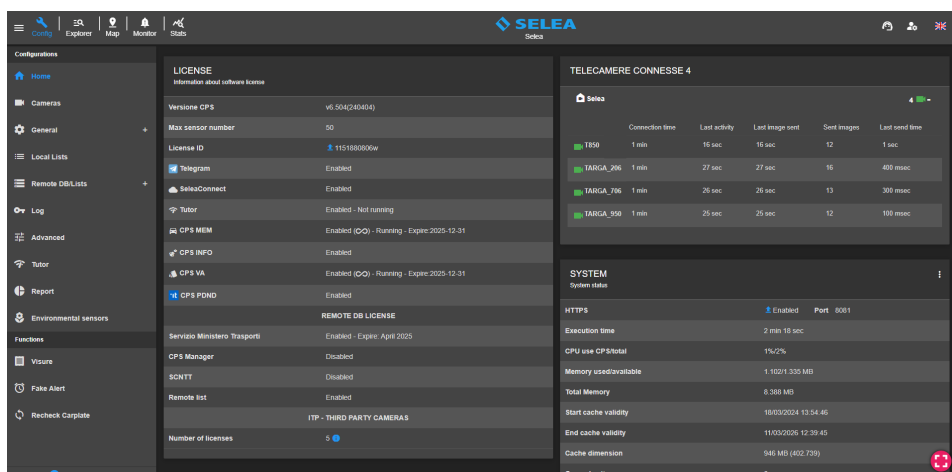 Config
Explorer
Map
Monitor
Stats
SELEA
Selea
Configurations
Home
Cameras
General +
Local Lists
Remote DB/Lists +
Log
Advanced
Tutor
Report
Environmental sensors
Functions
Visure
Fake Alert
Recheck Carplate
LICENSE
Information about software license
Versione CPS v6.504(240404)
Max sensor number 50
License ID 1151880806w
Telegram Enabled
SeleaConnect Enabled
Tutor Enabled - Not running
CPS MEM Enabled (∞) - Running - Expire:2025-12-31
CPS INFO Enabled
CPS VA Enabled (∞) - Running - Expire:2025-12-31
CPS PDND Enabled
REMOTE DB LICENSE
Servizio Ministero Trasporti Enabled - Expire: April 2025
CPS Manager Disabled
SCNTT Disabled
Remote list Enabled
ITP - THIRD PARTY CAMERAS
Number of licenses 5
TELECAMERE CONNESSE 4
Selea 4
Connection time Last activity Last image sent Sent images Last send time
T850 1 min 16 sec 16 sec 12 1 sec
TARGA_206 1 min 27 sec 27 sec 16 400 msec
TARGA_706 1 min 26 sec 26 sec 13 300 msec
TARGA_950 1 min 25 sec 25 sec 12 100 msec
SYSTEM
System status
HTTPS Enabled Port 8081
Execution time 2 min 18 sec
CPU use CPS/total 1%/2%
Memory used/available 1.102/1.335 MB
Total Memory 8.388 MB
Start cache validity 18/03/2024 13:54:46
End cache validity 11/03/2026 12:39:45
Cache dimension 946 MB (402.739)